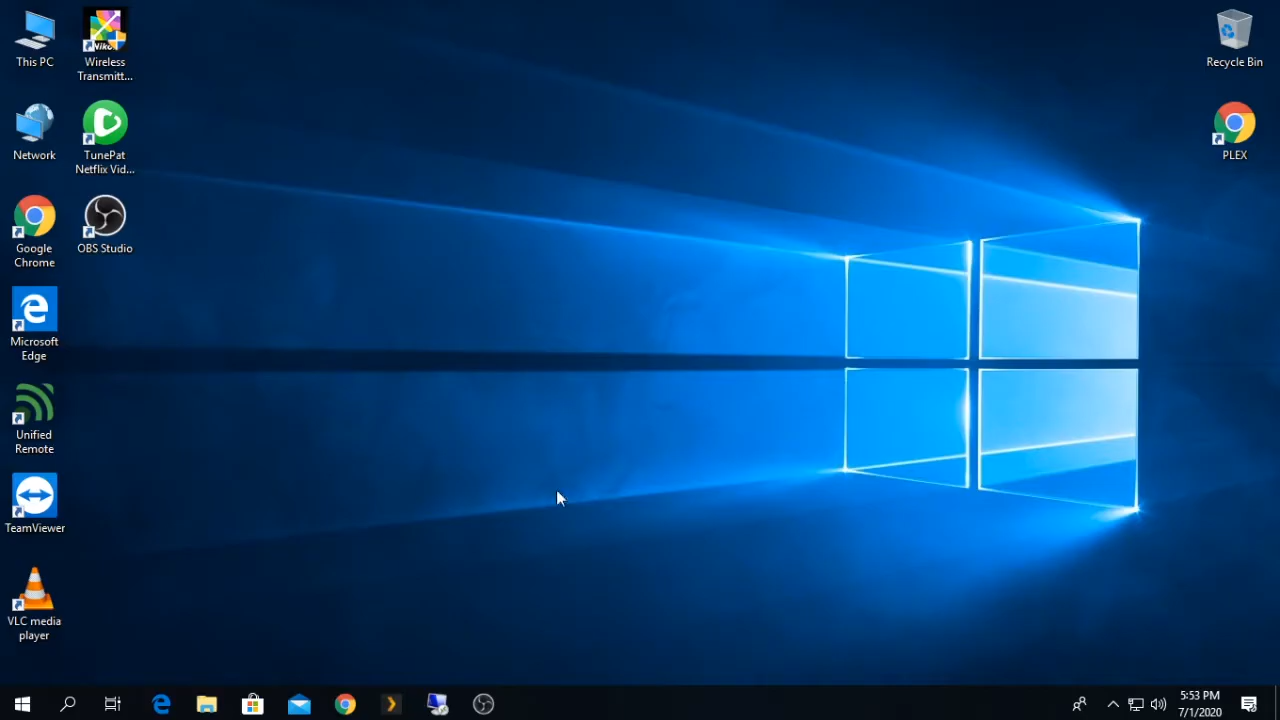 This PC
Nikon
Wireless
Transmitt...
Network
TunePat
Netflix Vid...
Google
Chrome
OBS Studio
Microsoft
Edge
Unified
Remote
TeamViewer
VLC media
player
Recycle Bin
PLEX
5:53 PM
7/1/2020